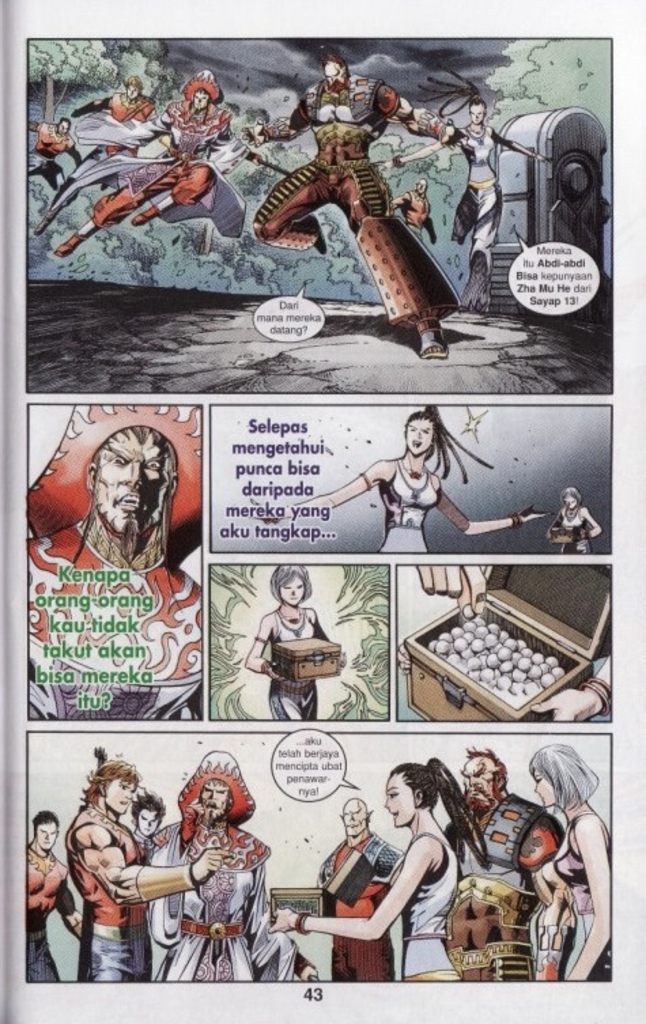 Dari
mana mereka
datang?
Mereka
itu Abdi-abdi
Bisa kepunyaan
Zha Mu He dari
Sayap 13!
Kenapa
orang-orang
kau tidak
takut akan
bisa mereka
itu?
Selepas
mengetahui
punca bisa
daripada
mereka yang
aku tangkap...
...aku
telah berjaya
mencipta ubat
penawar-
nya!
43